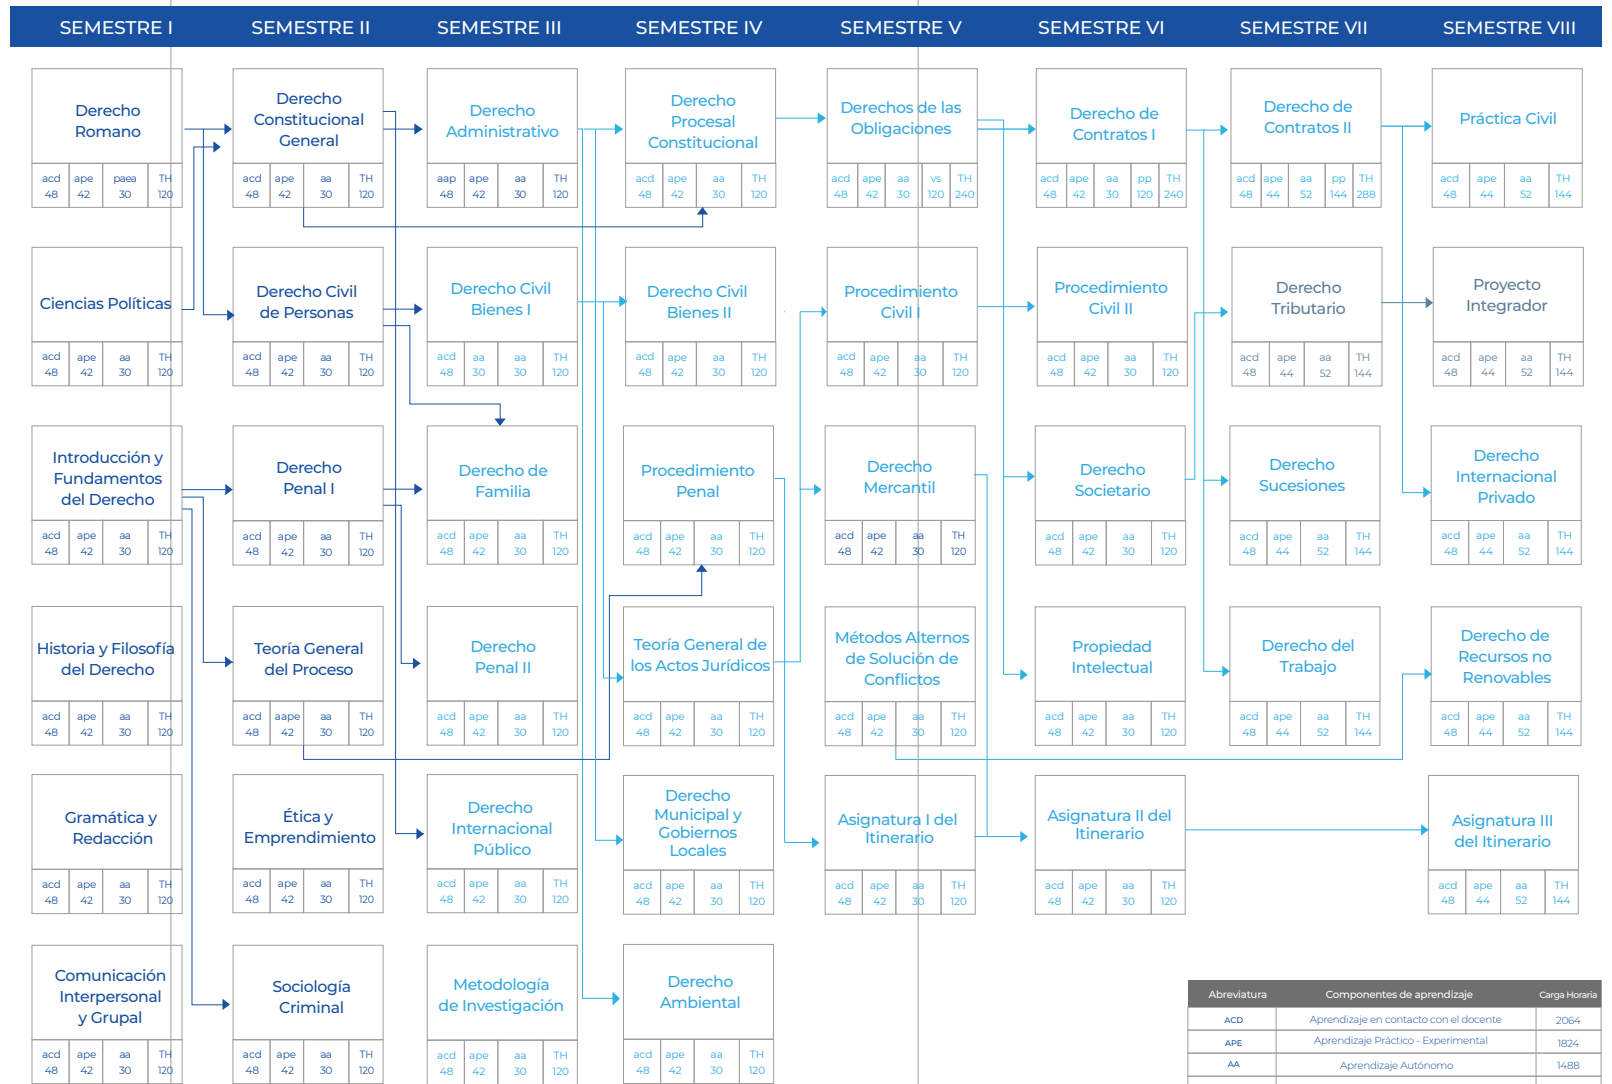 SEMESTRE I SEMESTRE II SEMESTRE III SEMESTRE IV SEMESTRE V SEMESTRE VI SEMESTRE VII SEMESTRE VIII
Derecho
Romano
acd ape paea TH
48 42 30 120
Derecho
Constitucional
General
acd ape aa TH
48 42 30 120
Derecho
Administrativo
aap ape aa TH
48 42 30 120
Derecho
Procesal
Constitucional
acd ape aa TH
48 42 30 120
Derechos de las
Obligaciones
acd ape aa vs TH
48 42 30 120 240
Derecho de
Contratos I
acd ape aa pp TH
48 42 30 120 240
Derecho de
Contratos II
acd ape aa pp TH
48 44 52 144 288
Práctica Civil
acd ape aa TH
48 44 52 144
Ciencias Políticas
acd ape aa TH
48 42 30 120
Derecho Civil
de Personas
acd ape aa TH
48 42 30 120
Derecho Civil
Bienes I
acd aa aa TH
48 30 30 120
Derecho Civil
Bienes II
acd ape aa TH
48 42 30 120
Procedimiento
Civil I
acd ape aa TH
48 42 30 120
Procedimiento
Civil II
acd ape aa TH
48 42 30 120
Derecho
Tributario
acd ape aa TH
48 44 52 144
Proyecto
Integrador
acd ape aa TH
48 44 52 144
Introducción y
Fundamentos
del Derecho
acd ape aa TH
48 42 30 120
Derecho
Penal I
acd ape aa TH
48 42 30 120
Derecho de
Familia
acd ape aa TH
48 42 30 120
Procedimiento
Penal
acd ape aa TH
48 42 30 120
Derecho
Mercantil
acd ape aa TH
48 42 30 120
Derecho
Societario
acd ape aa TH
48 42 30 120
Derecho
Sucesiones
acd ape aa TH
48 44 52 144
Derecho
Internacional
Privado
acd ape aa TH
48 44 52 144
Historia y Filosofía
del Derecho
acd ape aa TH
48 42 30 120
Teoría General
del Proceso
acd aape aa TH
48 42 30 120
Derecho
Penal II
acd ape aa TH
48 42 30 120
Teoría General de
los Actos Jurídicos
acd ape aa TH
48 42 30 120
Métodos Alternos
de Solución de
Conflictos
acd ape aa TH
48 42 30 120
Propiedad
Intelectual
acd ape aa TH
48 42 30 120
Derecho del
Trabajo
acd ape aa TH
48 44 52 144
Derecho de
Recursos no
Renovables
acd ape aa TH
48 44 52 144
Gramática y
Redacción
acd ape aa TH
48 42 30 120
Ética y
Emprendimiento
acd ape aa TH
48 42 30 120
Derecho
Internacional
Público
acd ape aa TH
48 42 30 120
Derecho
Municipal y
Gobiernos
Locales
acd ape aa TH
48 42 30 120
Asignatura I del
Itinerario
acd ape aa TH
48 42 30 120
Asignatura II del
Itinerario
acd ape aa TH
48 42 30 120
Asignatura III
del Itinerario
acd ape aa TH
48 44 52 144
Comunicación
Interpersonal
y Grupal
acd ape aa TH
48 42 30 120
Sociología
Criminal
acd ape aa TH
48 42 30 120
Metodología
de Investigación
acd ape aa TH
48 42 30 120
Derecho
Ambiental
acd ape aa TH
48 42 30 120
Abreviatura Componentes de aprendizaje Carga Horaria
ACD Aprendizaje en contacto con el docente 2064
APE Aprendizaje Práctico - Experimental 1824
AA Aprendizaje Autónomo 1488